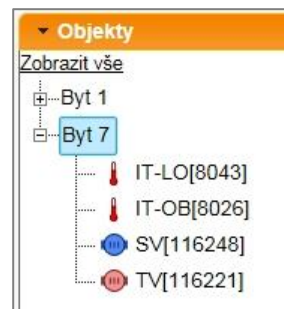 Objekty
Zobrazit vše
Byt 1
Byt 7
IT-LO[8043]
IT-OB[8026]
SV[116248]
TV[116221]